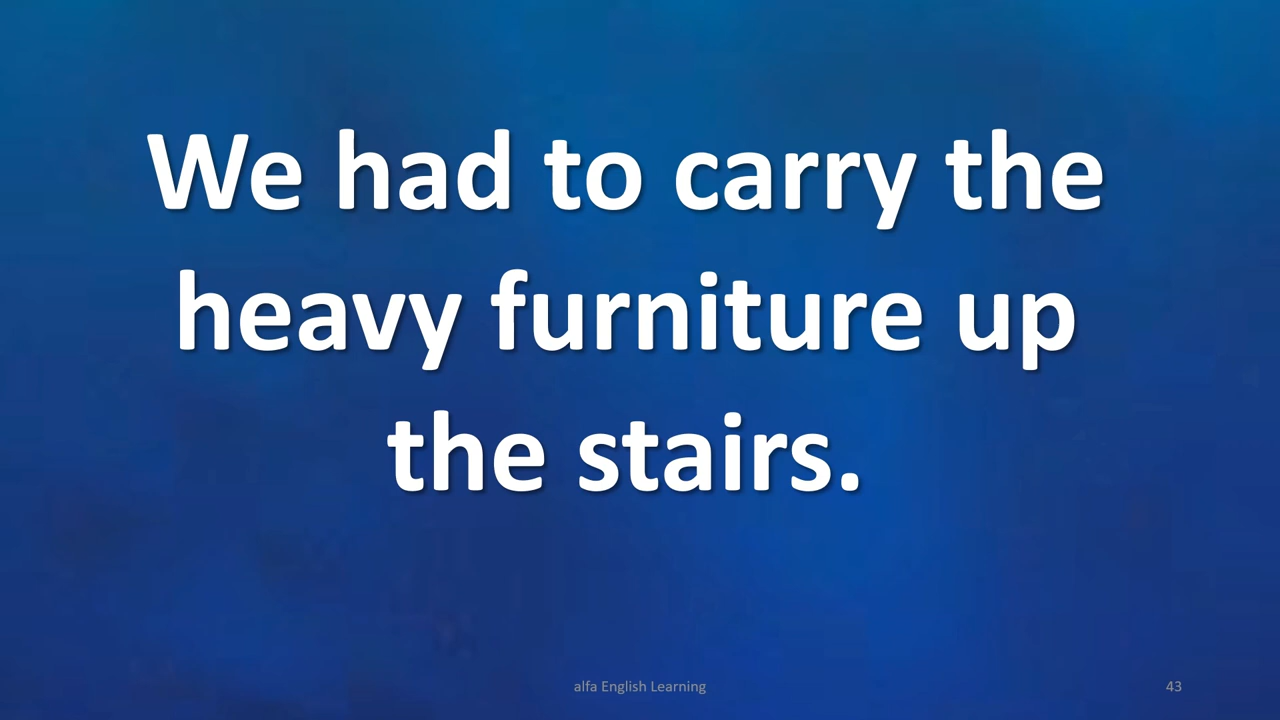 We had to carry the
heavy furniture up
the stairs.
alfa English Learning
43